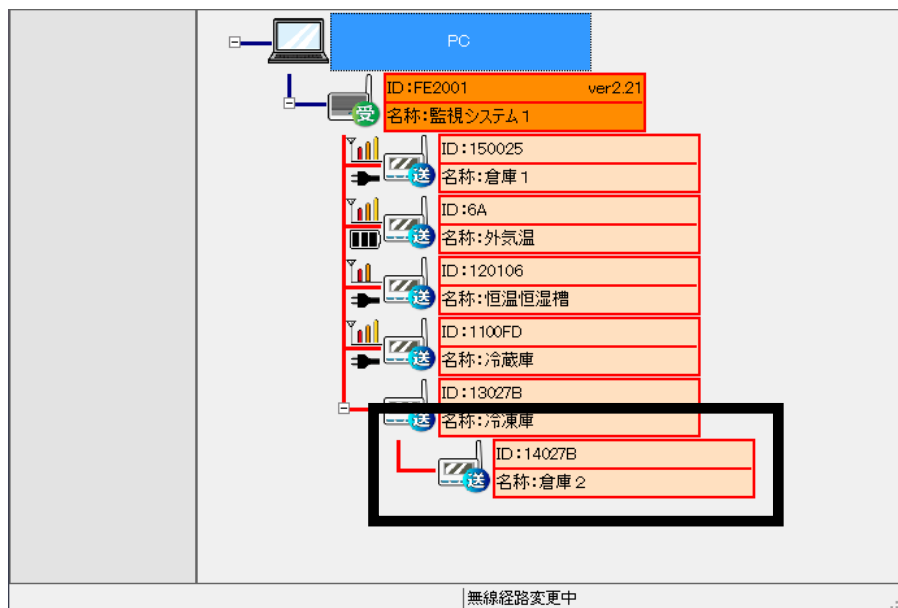 PC
ID:FE2001 ver2.21
名称:監視システム1
受
ID:150025
送
名称:倉庫1
ID:6A
送
名称:外気温
ID:120106
送
名称:恒温恒湿槽
ID:1100FD
送
名称:冷蔵庫
ID:13027B
送
名称:冷凍庫
ID:14027B
送
名称:倉庫2
無線経路変更中